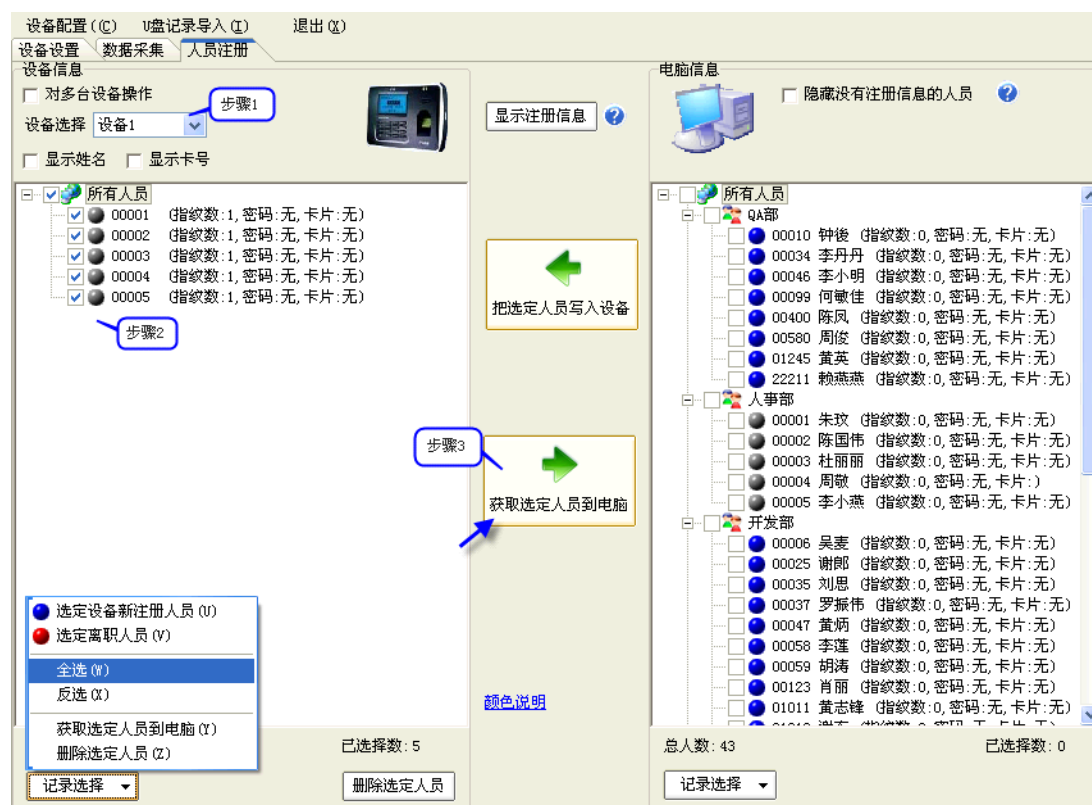 设备配置(C) U盘记录导入(I) 退出(X)
设备设置 数据采集 人员注册
设备信息
对多台设备操作
步骤1
设备选择 设备1
显示姓名 显示卡号
所有人员
00001 (指纹数:1,密码:无,卡片:无)
00002 (指纹数:1,密码:无,卡片:无)
00003 (指纹数:1,密码:无,卡片:无)
00004 (指纹数:1,密码:无,卡片:无)
00005 (指纹数:1,密码:无,卡片:无)
步骤2
选定设备新注册人员(U)
选定离职人员(V)
全选(W)
反选(X)
获取选定人员到电脑(Y)
删除选定人员(Z)
已选择数:5
记录选择
删除选定人员
显示注册信息
把选定人员写入设备
步骤3
获取选定人员到电脑
颜色说明
电脑信息
隐藏没有注册信息的人员
所有人员
QA部
00010 钟後 (指纹数:0,密码:无,卡片:无)
00034 李丹丹 (指纹数:0,密码:无,卡片:无)
00046 李小明 (指纹数:0,密码:无,卡片:无)
00099 何敏佳 (指纹数:0,密码:无,卡片:无)
00400 陈凤 (指纹数:0,密码:无,卡片:无)
00580 周俊 (指纹数:0,密码:无,卡片:无)
01245 黄英 (指纹数:0,密码:无,卡片:无)
22211 赖燕燕 (指纹数:0,密码:无,卡片:无)
人事部
00001 朱玟 (指纹数:0,密码:无,卡片:无)
00002 陈国伟 (指纹数:0,密码:无,卡片:无)
00003 杜丽丽 (指纹数:0,密码:无,卡片:无)
00004 周敬 (指纹数:0,密码:无,卡片:)
00005 李小燕 (指纹数:0,密码:无,卡片:无)
开发部
00006 吴麦 (指纹数:0,密码:无,卡片:无)
00025 谢郎 (指纹数:0,密码:无,卡片:无)
00035 刘思 (指纹数:0,密码:无,卡片:无)
00037 罗振伟 (指纹数:0,密码:无,卡片:无)
00047 黄炳 (指纹数:0,密码:无,卡片:无)
00058 李莲 (指纹数:0,密码:无,卡片:无)
00059 胡涛 (指纹数:0,密码:无,卡片:无)
00123 肖丽 (指纹数:0,密码:无,卡片:无)
01011 黄志锋 (指纹数:0,密码:无,卡片:无)
总人数:43
已选择数:0
记录选择